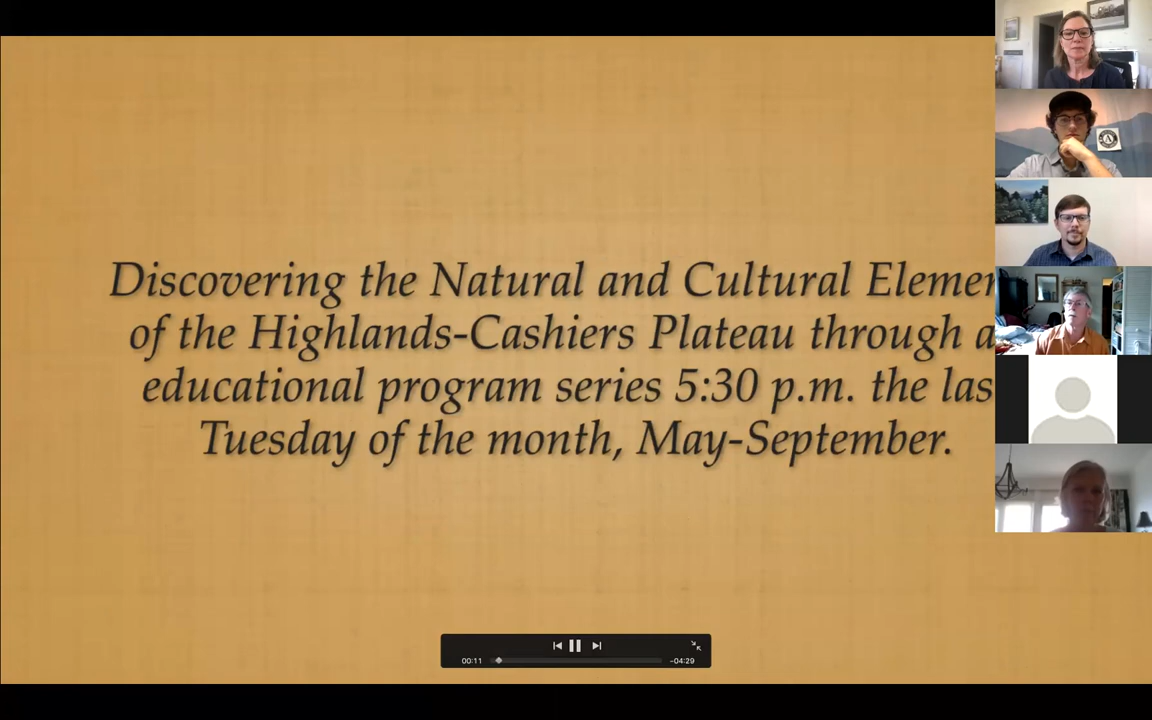 Discovering the Natural and Cultural Elemen
of the Highlands-Cashiers Plateau through a
educational program series 5:30 p.m. the las
Tuesday of the month, May-September.
00:11
-04:29
A